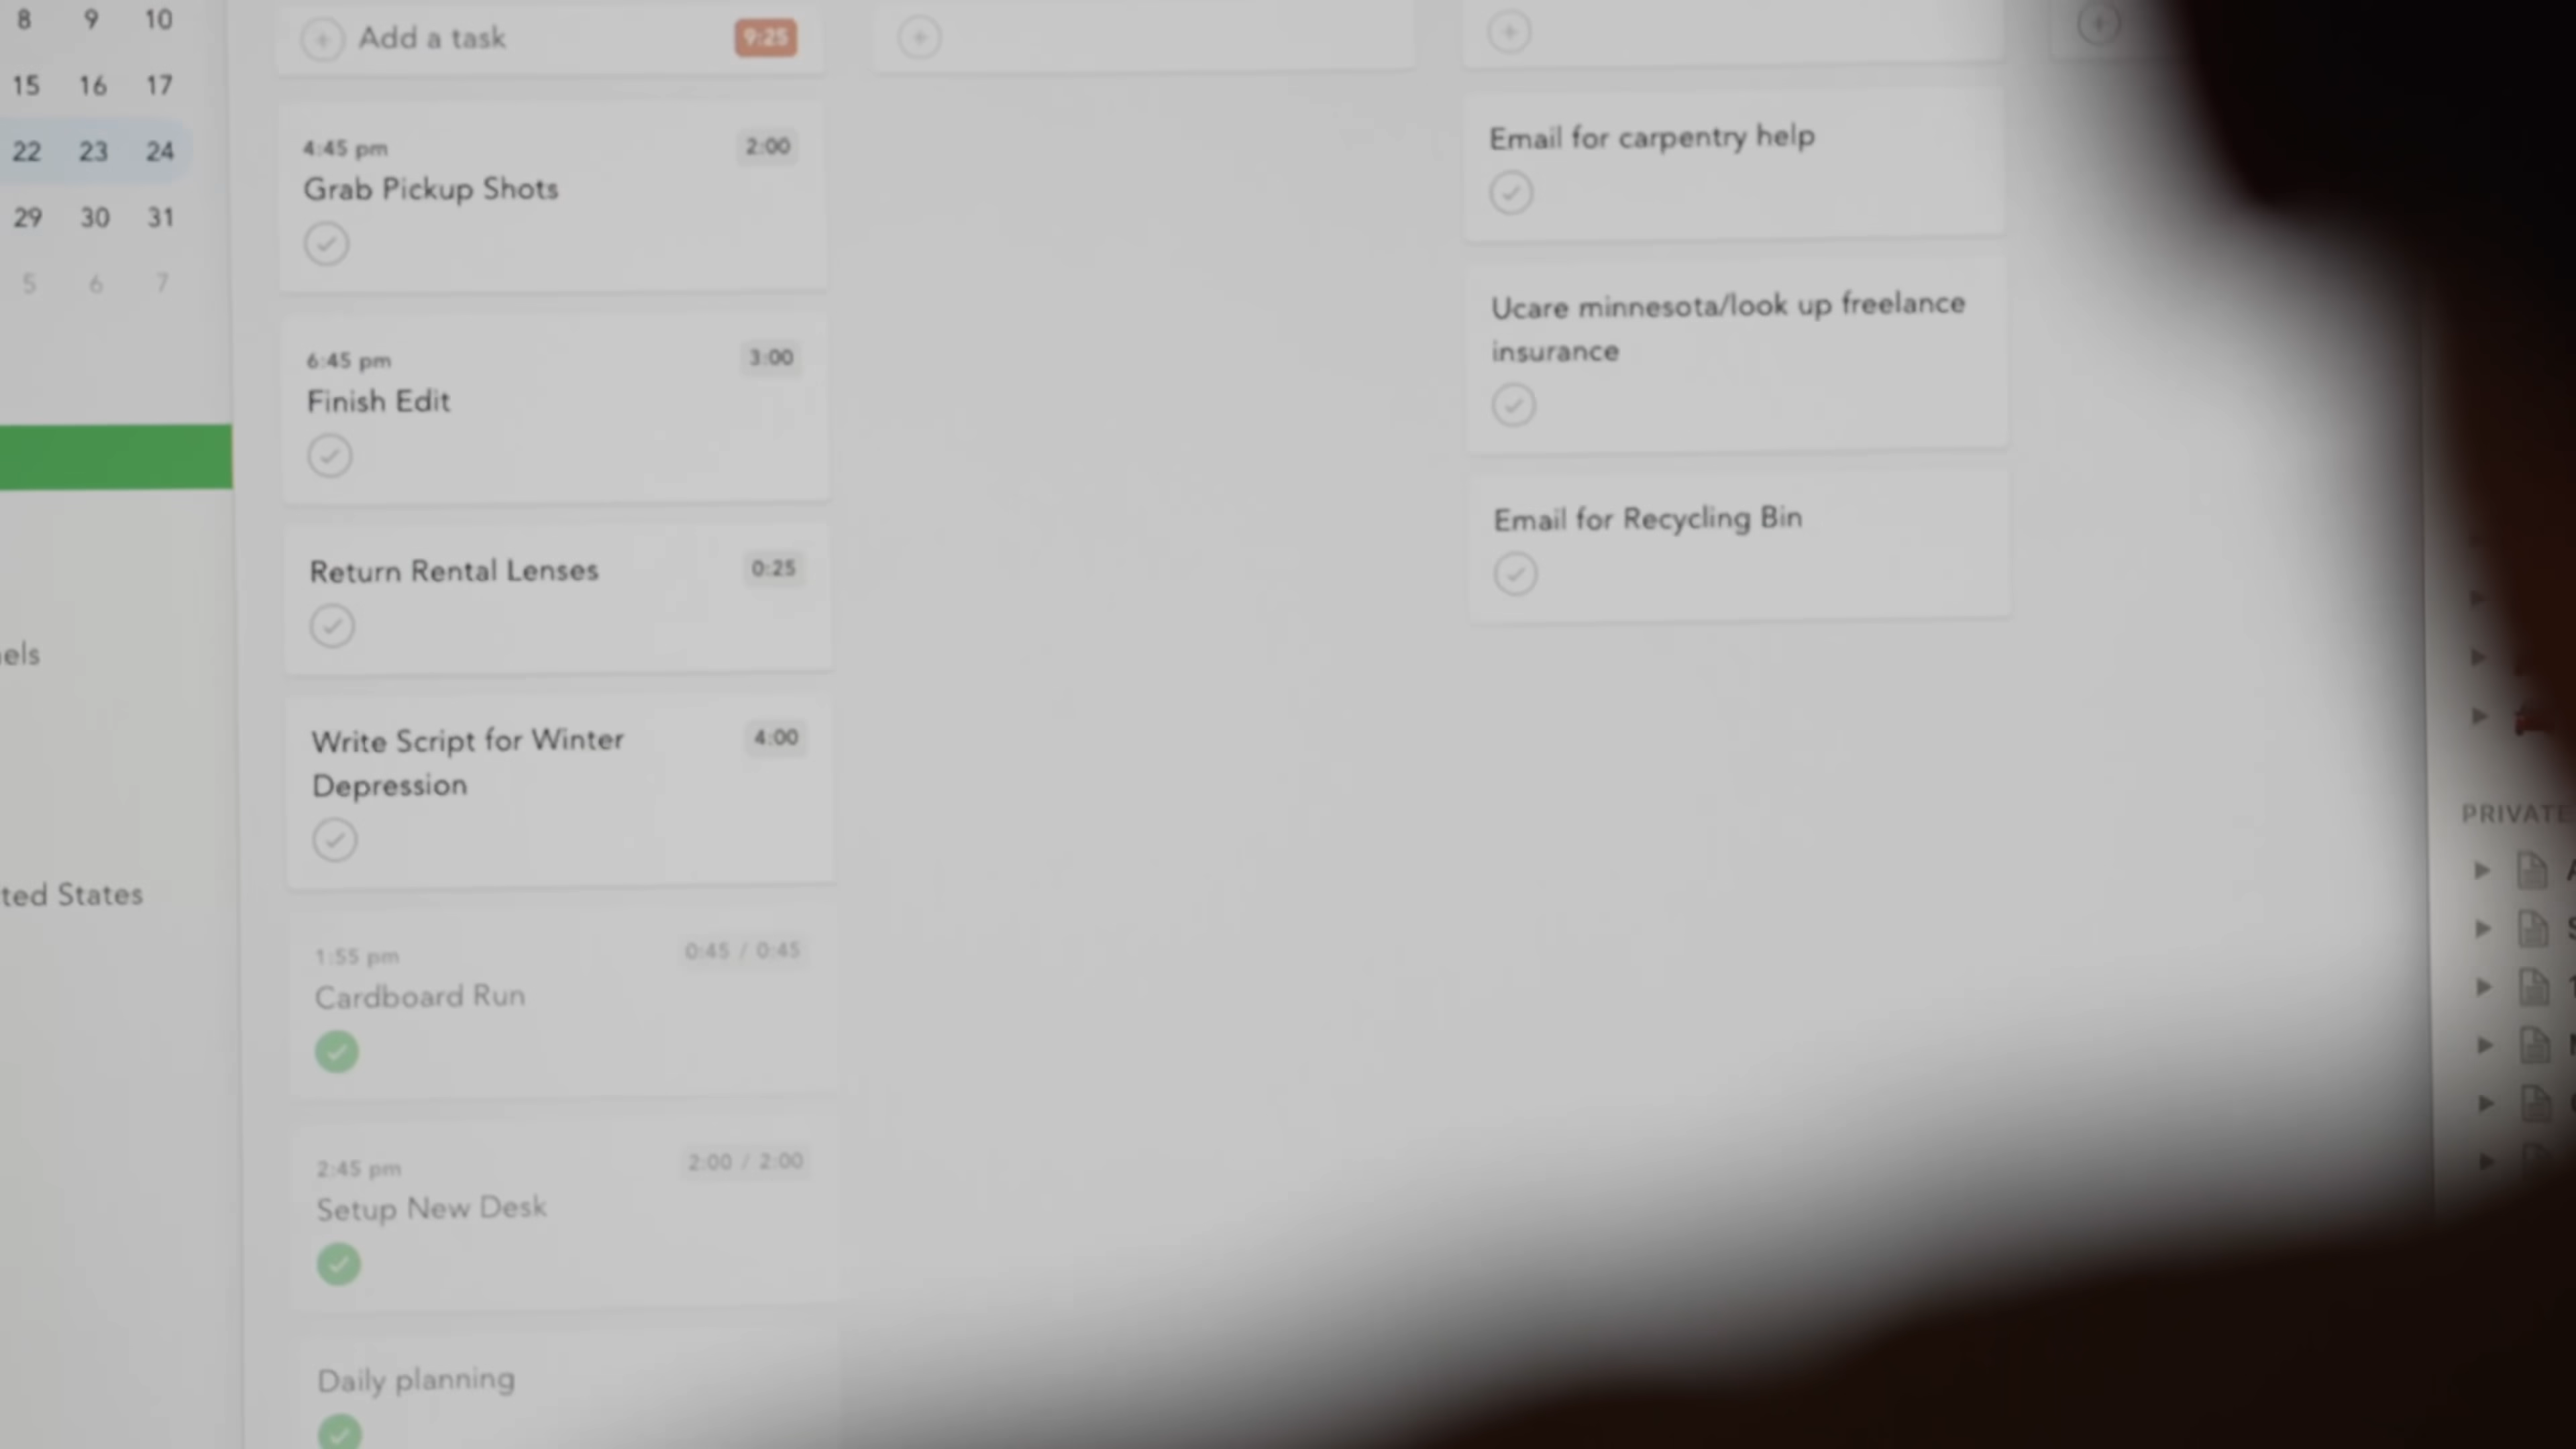 8 9 10
15 16 17
22 23 24
29 30 31
5 6 7
els
ted States
Add a task 9:25
4:45 pm 2:00
Grab Pickup Shots
6:45 pm 3:00
Finish Edit
Return Rental Lenses 0:25
Write Script for Winter 4:00
Depression
1:55 pm 0:45 / 0:45
Cardboard Run
2:45 pm 2:00 / 2:00
Setup New Desk
Daily planning
Email for carpentry help
Ucare minnesota/look up freelance
insurance
Email for Recycling Bin
PRIVATE